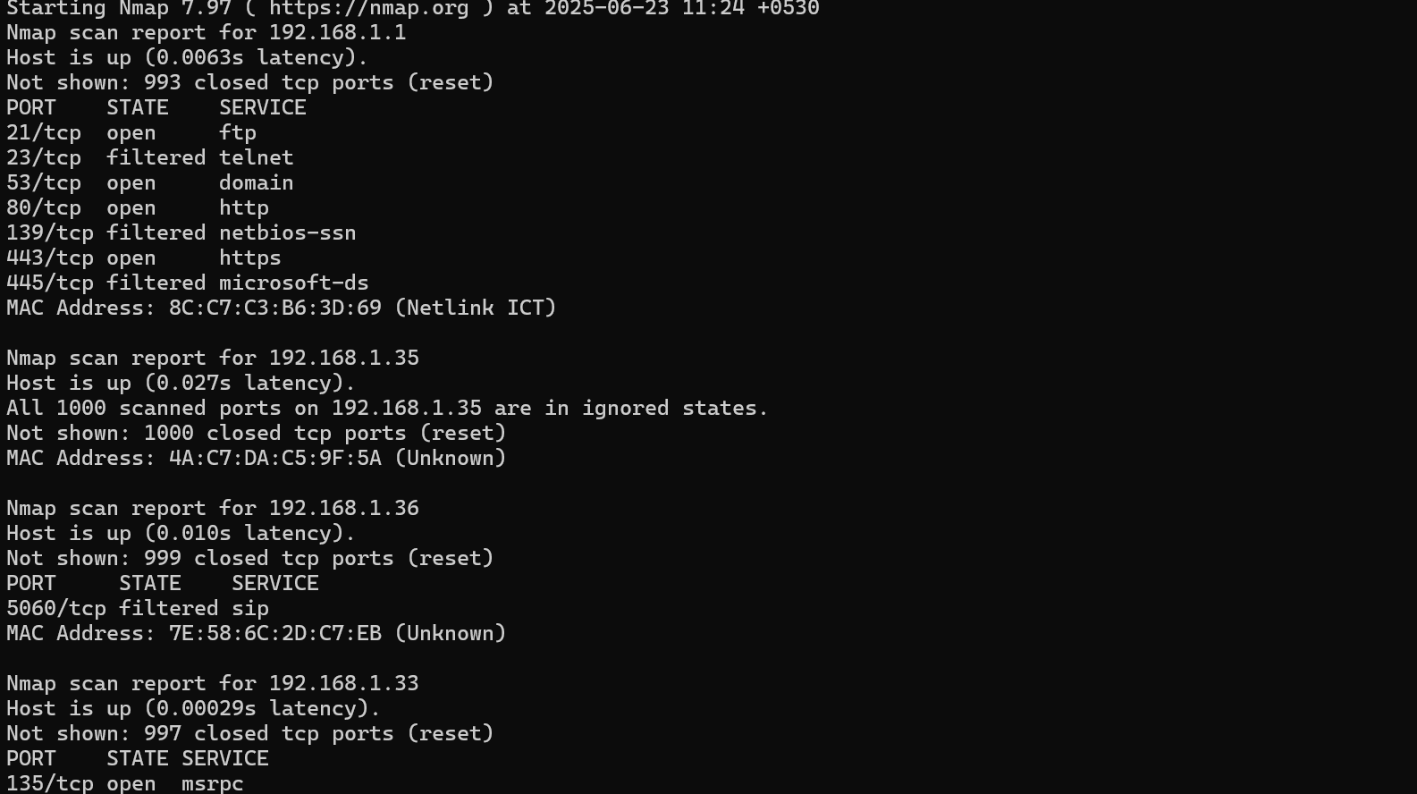 Starting Nmap 7.97 ( https://nmap.org ) at 2025-06-23 11:24 +0530
Nmap scan report for 192.168.1.1
Host is up (0.0063s latency).
Not shown: 993 closed tcp ports (reset)
PORT    STATE    SERVICE
21/tcp  open     ftp
23/tcp  filtered telnet
53/tcp  open     domain
80/tcp  open     http
139/tcp filtered netbios-ssn
443/tcp open     https
445/tcp filtered microsoft-ds
MAC Address: 8C:C7:C3:B6:3D:69 (Netlink ICT)

Nmap scan report for 192.168.1.35
Host is up (0.027s latency).
All 1000 scanned ports on 192.168.1.35 are in ignored states.
Not shown: 1000 closed tcp ports (reset)
MAC Address: 4A:C7:DA:C5:9F:5A (Unknown)

Nmap scan report for 192.168.1.36
Host is up (0.010s latency).
Not shown: 999 closed tcp ports (reset)
PORT     STATE    SERVICE
5060/tcp filtered sip
MAC Address: 7E:58:6C:2D:C7:EB (Unknown)

Nmap scan report for 192.168.1.33
Host is up (0.00029s latency).
Not shown: 997 closed tcp ports (reset)
PORT    STATE SERVICE
135/tcp open  msrpc